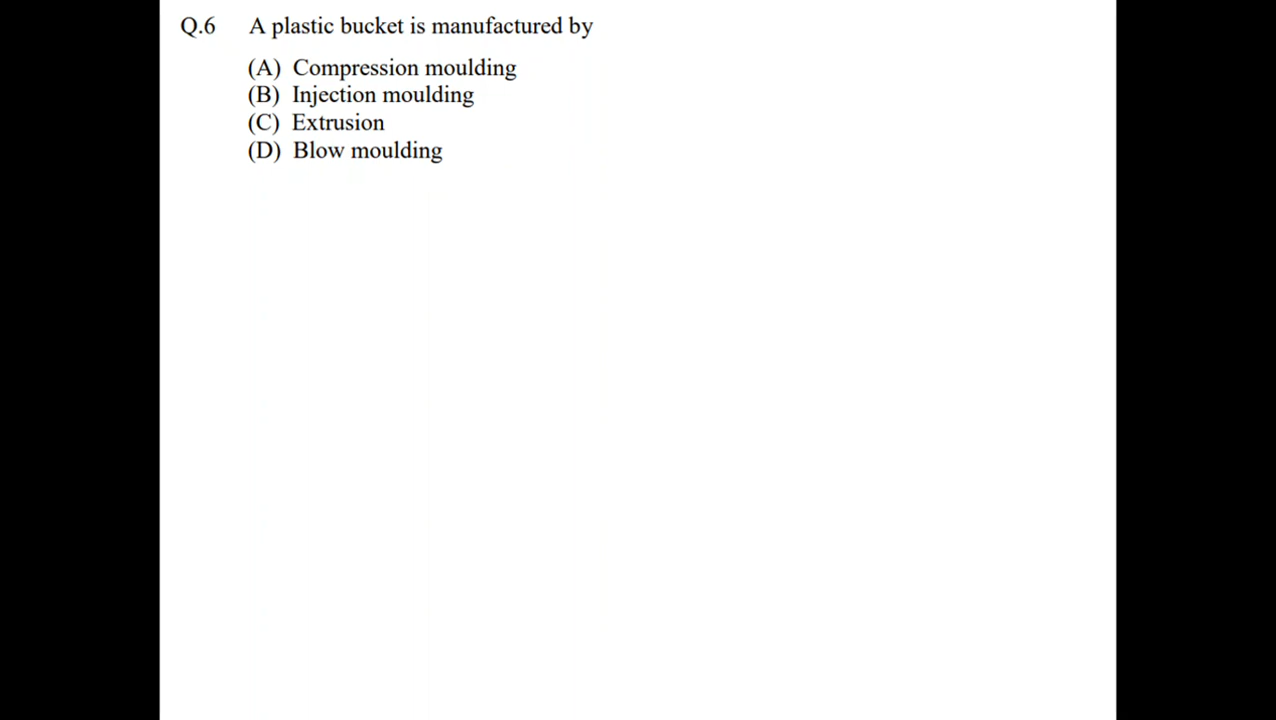 Q.6 A plastic bucket is manufactured by
(A) Compression moulding
(B) Injection moulding
(C) Extrusion
(D) Blow moulding